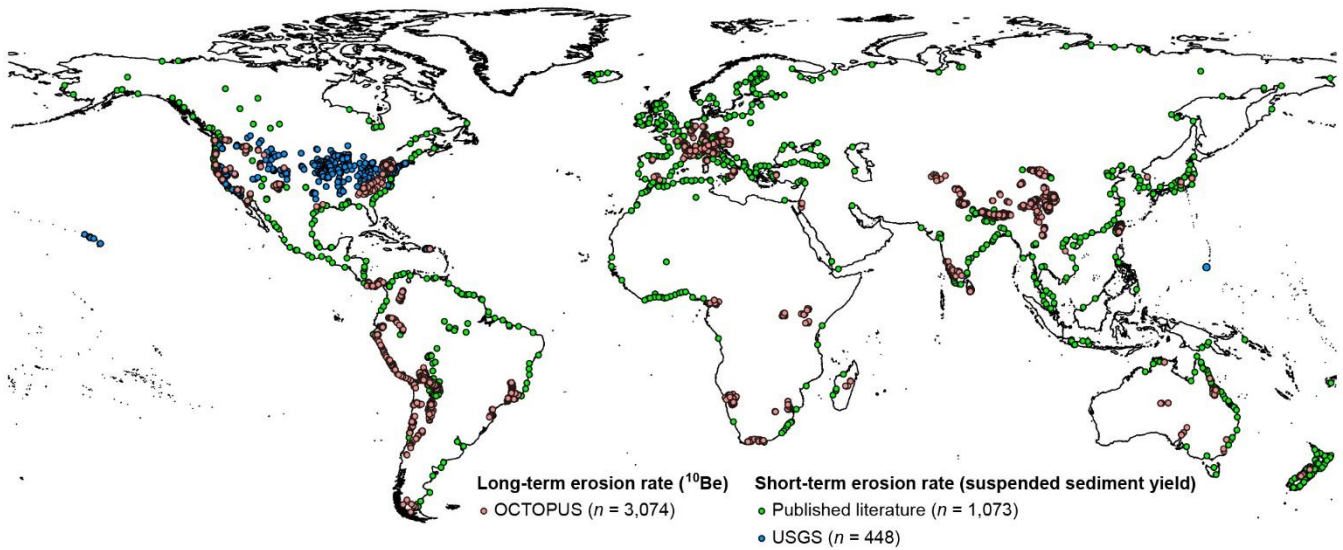 Long-term erosion rate (¹⁰Be)
OCTOPUS (n = 3,074)
Short-term erosion rate (suspended sediment yield)
Published literature (n = 1,073)
USGS (n = 448)